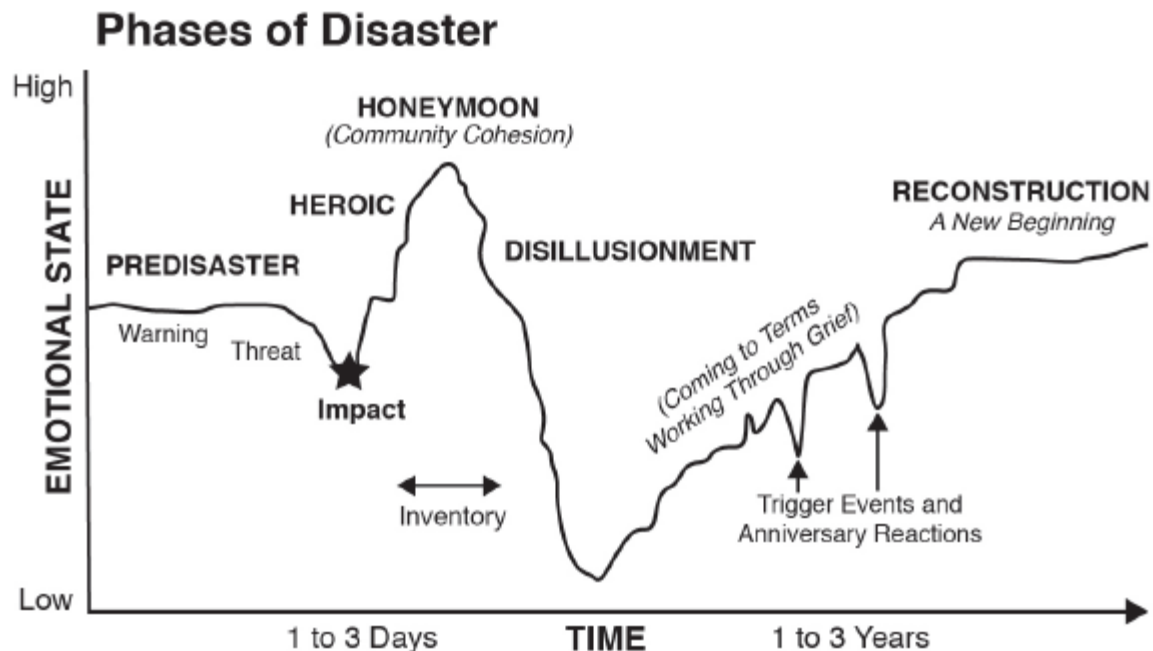 Phases of Disaster
High
HONEYMOON
(Community Cohesion)
HEROIC
RECONSTRUCTION
A New Beginning
PREDISASTER
DISILLUSIONMENT
Warning
Threat
Impact
(Coming to Terms
Working Through Grief)
EMOTIONAL STATE
Inventory
Trigger Events and
Anniversary Reactions
Low
1 to 3 Days
TIME
1 to 3 Years